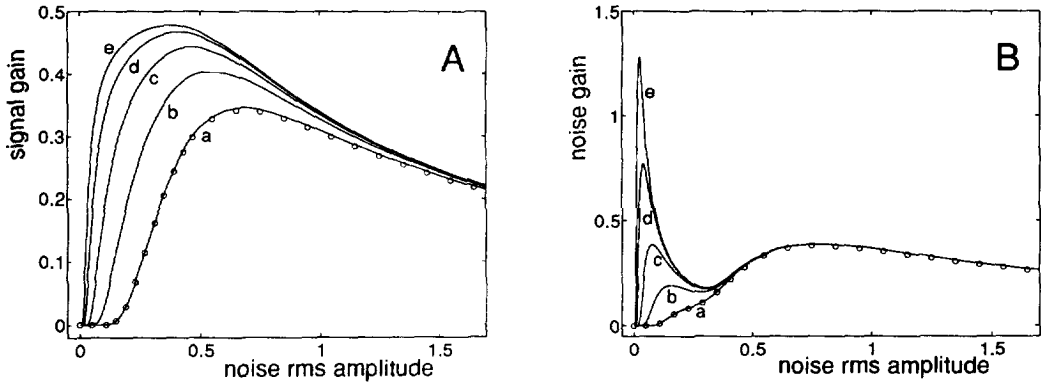 A
signal gain
0.5
0.4
0.3
0.2
0.1
0
e
d
c
b
a
0 0.5 1 1.5
noise rms amplitude
B
noise gain
1.5
1
0.5
0
e
d
c
b
a
0 0.5 1 1.5
noise rms amplitude